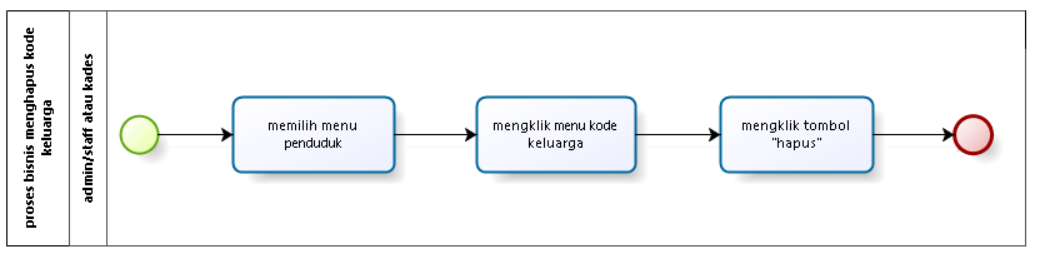 proses bisnis menghapus kode
keluarga
admin/staff atau kades
memilih menu
penduduk
mengklik menu kode
keluarga
mengklik tombol
"hapus"